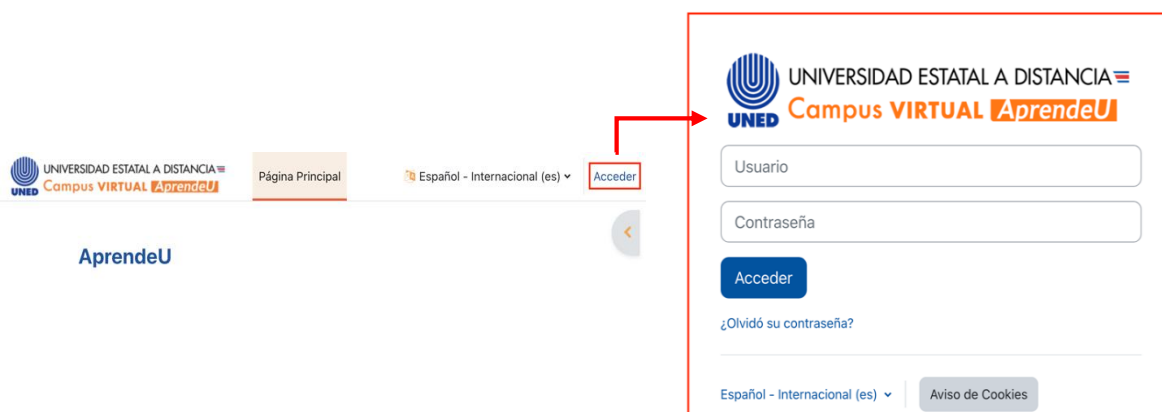 UNIVERSIDAD ESTATAL A DISTANCIA
UNED Campus VIRTUAL AprendeU
Página Principal
Español - Internacional (es)
Acceder
AprendeU
UNIVERSIDAD ESTATAL A DISTANCIA
UNED Campus VIRTUAL AprendeU
Usuario
Contraseña
Acceder
¿Olvidó su contraseña?
Español - Internacional (es)
Aviso de Cookies